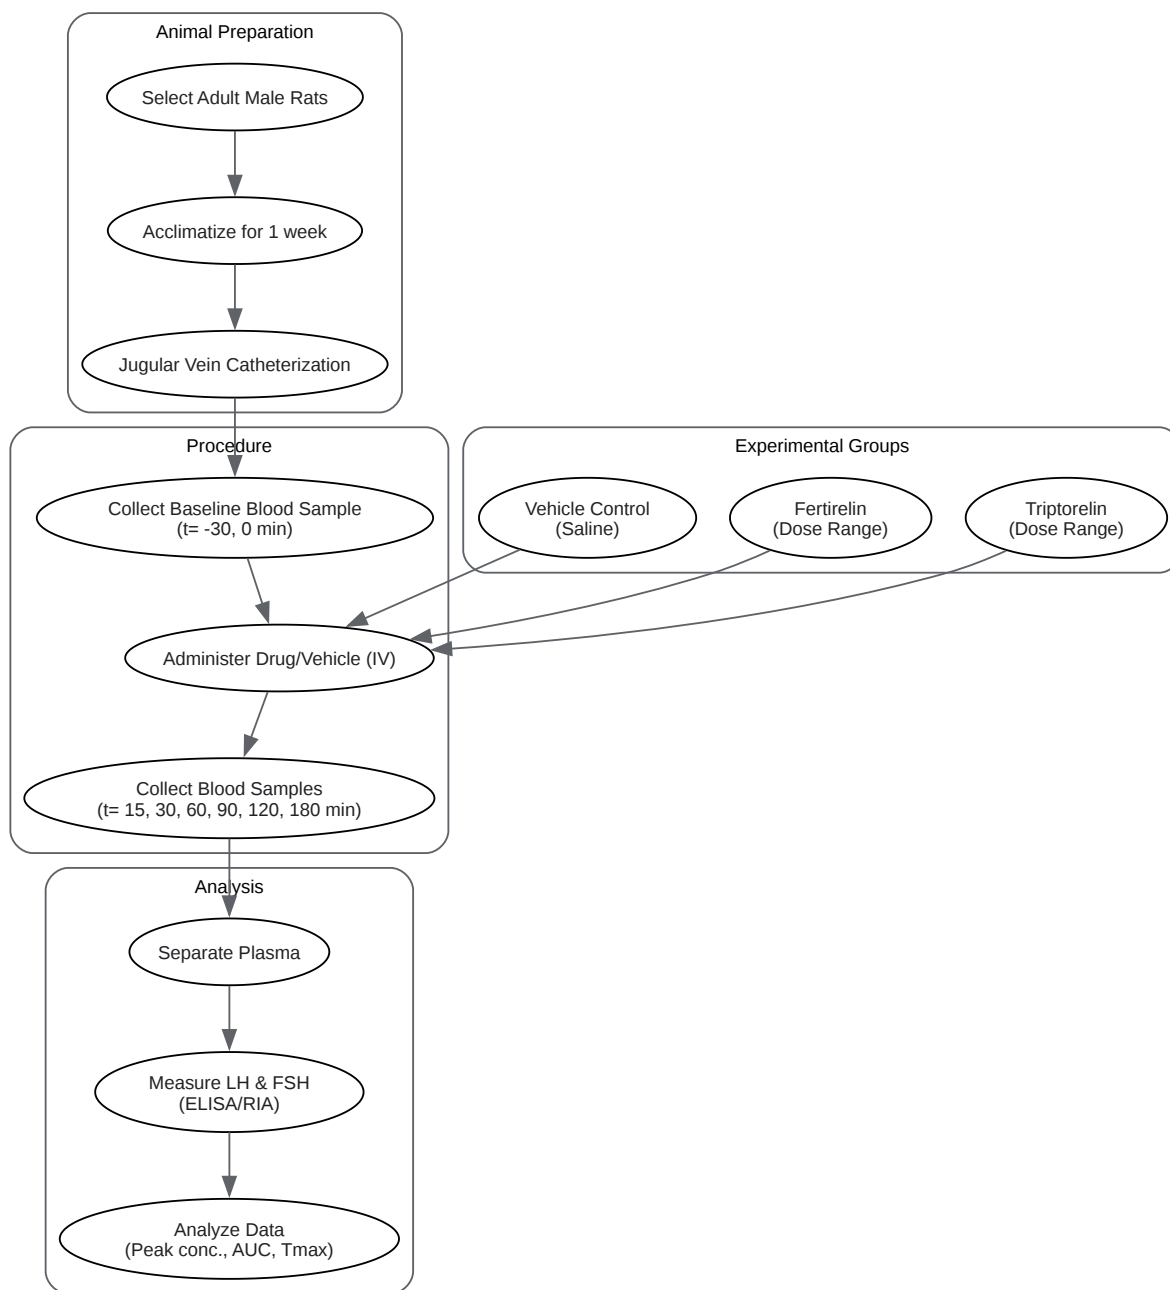 Animal Preparation
Select Adult Male Rats
Acclimatize for 1 week
Jugular Vein Catheterization
Procedure
Collect Baseline Blood Sample
(t= -30, 0 min)
Experimental Groups
Vehicle Control
(Saline)
Fertirelin
(Dose Range)
Triptorelin
(Dose Range)
Administer Drug/Vehicle (IV)
Collect Blood Samples
(t= 15, 30, 60, 90, 120, 180 min)
Analysis
Separate Plasma
Measure LH & FSH
(ELISA/RIA)
Analyze Data
(Peak conc., AUC, Tmax)